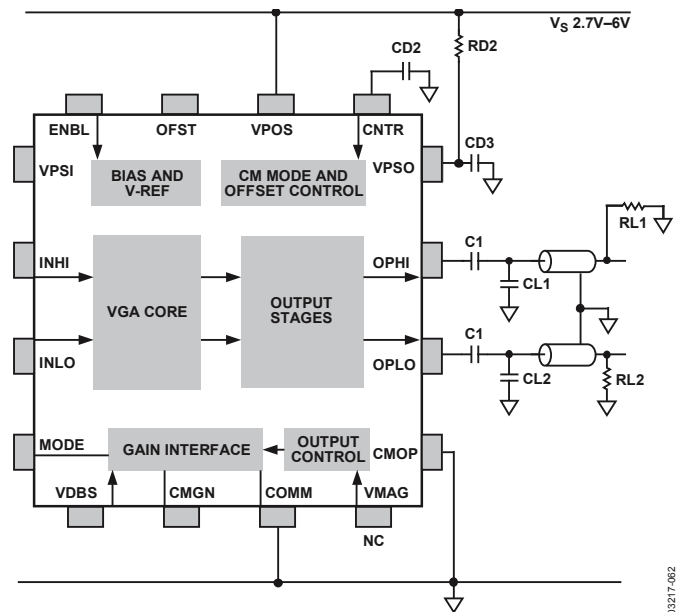 VS 2.7V–6V
RD2
CD2
ENBL
OFST
VPOS
CNTR
VPSI
BIAS AND
V-REF
CM MODE AND
OFFSET CONTROL
VPSO
CD3
RL1
INHI
OPHI
C1
CL1
VGA CORE
OUTPUT
STAGES
INLO
OPLO
C1
CL2
RL2
MODE
GAIN INTERFACE
OUTPUT
CONTROL
CMOP
VDBS
CMGN
COMM
VMAG
NC
03217-062